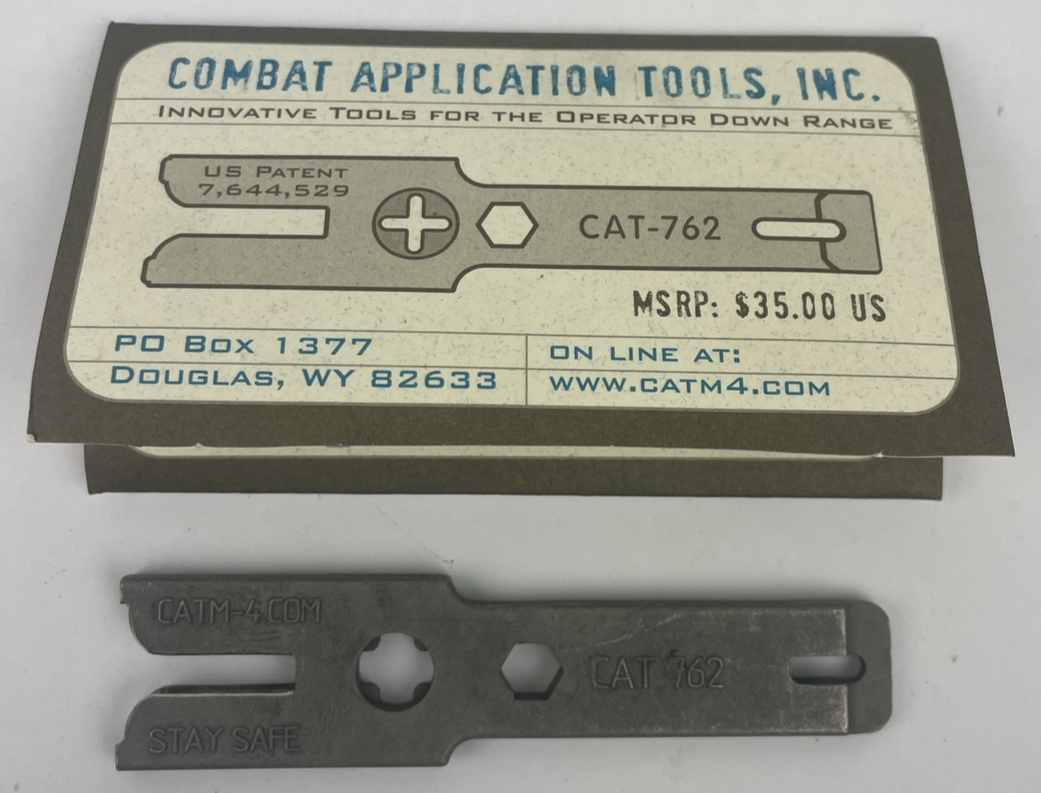 COMBAT APPLICATION TOOLS, INC.
INNOVATIVE TOOLS FOR THE OPERATOR DOWN RANGE
US PATENT
7,644,529
CAT-762
MSRP: $35.00 US
PO BOX 1377
DOUGLAS, WY 82633
ON LINE AT:
WWW.CATM4.COM
CATM-4.COM
CAT 762
STAY SAFE